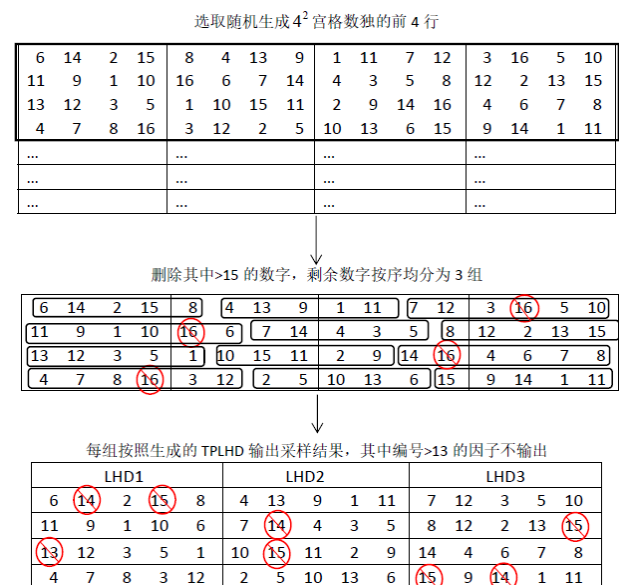 选取随机生成4²宫格数独的前 4 行
6 14 2 15 8 4 13 9 1 11 7 12 3 16 5 10
11 9 1 10 16 6 7 14 4 3 5 8 12 2 13 15
13 12 3 5 1 10 15 11 2 9 14 16 4 6 7 8
4 7 8 16 3 12 2 5 10 13 6 15 9 14 1 11
... ... ... ...
... ... ... ...
... ... ... ...
删除其中>15 的数字，剩余数字按序均分为 3 组
6 14 2 15 8 4 13 9 1 11 7 12 3 16 5 10
11 9 1 10 16 6 7 14 4 3 5 8 12 2 13 15
13 12 3 5 1 10 15 11 2 9 14 16 4 6 7 8
4 7 8 16 3 12 2 5 10 13 6 15 9 14 1 11
每组按照生成的 TPLHD 输出采样结果，其中编号>13 的因子不输出
LHD1 LHD2 LHD3
6 14 2 15 8 4 13 9 1 11 7 12 3 5 10
11 9 1 10 6 7 14 4 3 5 8 12 2 13 15
13 12 3 5 1 10 15 11 2 9 14 4 6 7 8
4 7 8 3 12 2 5 10 13 6 15 9 14 1 11